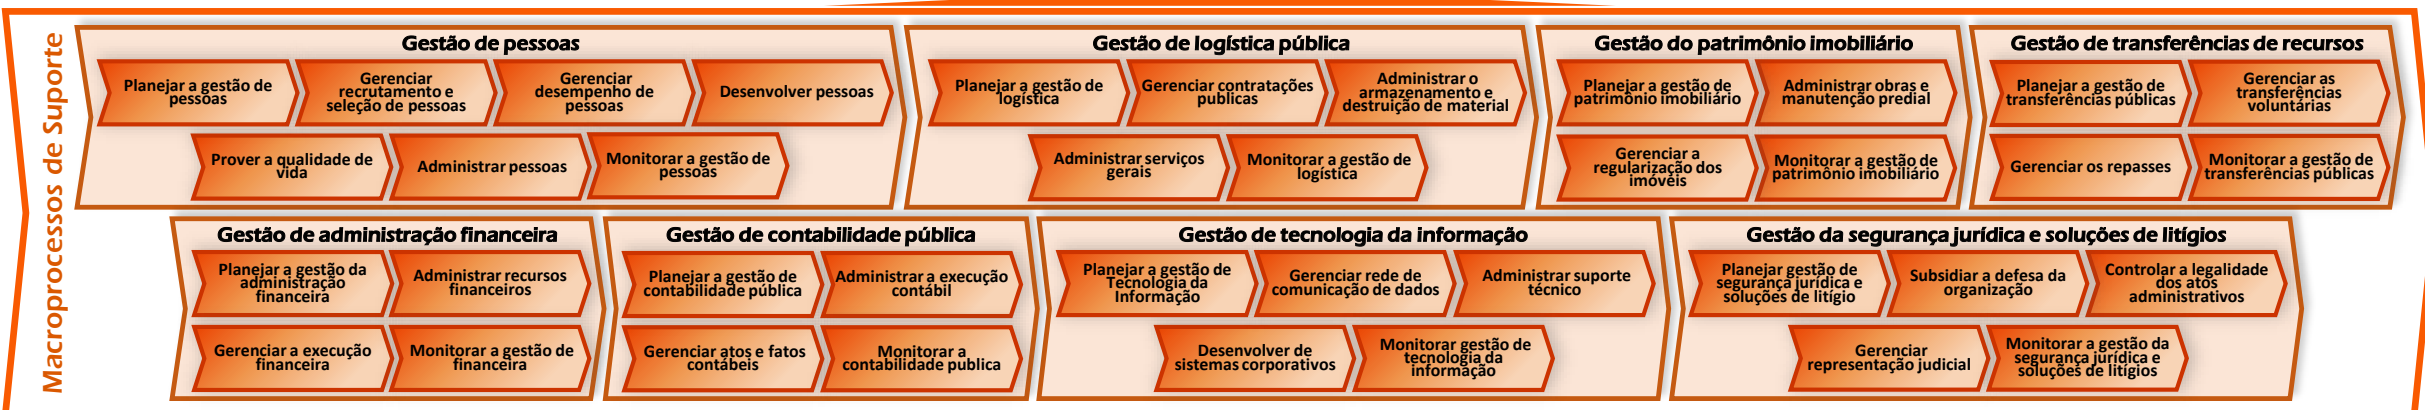 Macroprocessos de Suporte
Gestão de pessoas
Planejar a gestão de
pessoas
Gerenciar
recrutamento e
seleção de pessoas
Gerenciar
desempenho de
pessoas
Desenvolver pessoas
Prover a qualidade de
vida
Administrar pessoas
Monitorar a gestão de
pessoas
Gestão de logística pública
Planejar a gestão de
logística
Gerenciar contratações
publicas
Administrar o
armazenamento e
destruição de material
Administrar serviços
gerais
Monitorar a gestão de
logística
Gestão do patrimônio imobiliário
Planejar a gestão de
patrimônio imobiliário
Administrar obras e
manutenção predial
Gerenciar a
regularização dos
imóveis
Monitorar a gestão de
patrimônio imobiliário
Gestão de transferências de recursos
Planejar a gestão de
transferências públicas
Gerenciar as
transferências
voluntárias
Gerenciar os repasses
Monitorar a gestão de
transferências públicas
Gestão de administração financeira
Planejar a gestão da
administração
financeira
Administrar recursos
financeiros
Gerenciar a execução
financeira
Monitorar a gestão de
financeira
Gestão de contabilidade pública
Planejar a gestão de
contabilidade pública
Administrar a execução
contábil
Gerenciar atos e fatos
contábeis
Monitorar a
contabilidade publica
Gestão de tecnologia da informação
Planejar a gestão de
Tecnologia da
Informação
Gerenciar rede de
comunicação de dados
Administrar suporte
técnico
Desenvolver de
sistemas corporativos
Monitorar gestão de
tecnologia da
informação
Gestão da segurança jurídica e soluções de litígios
Planejar gestão de
segurança jurídica e
soluções de litígio
Subsidiar a defesa da
organização
Controlar a legalidade
dos atos
administrativos
Gerenciar
representação judicial
Monitorar a gestão da
segurança jurídica e
soluções de litígios